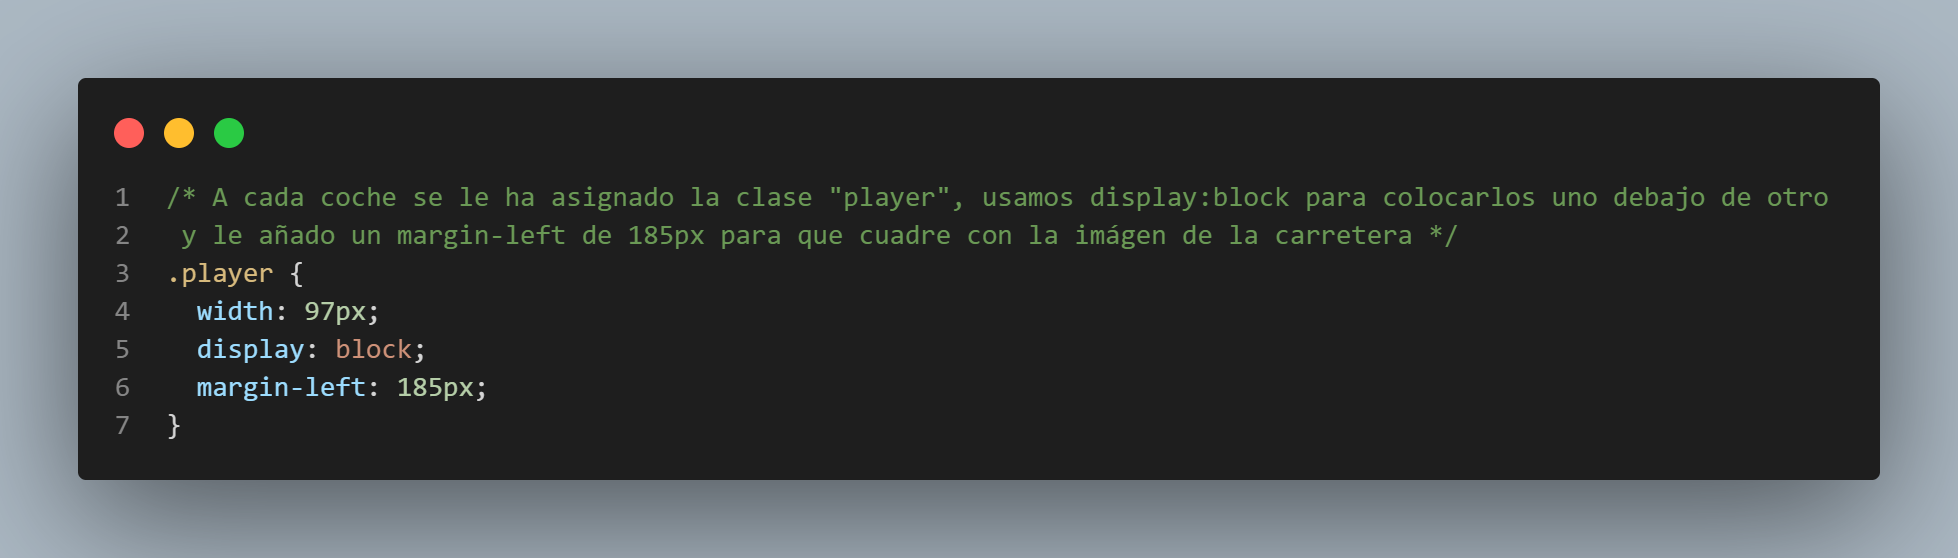 1 /* A cada coche se le ha asignado la clase "player", usamos display:block para colocarlos uno debajo de otro
2 y le añado un margin-left de 185px para que cuadre con la imágen de la carretera */
3 .player {
4 width: 97px;
5 display: block;
6 margin-left: 185px;
7 }